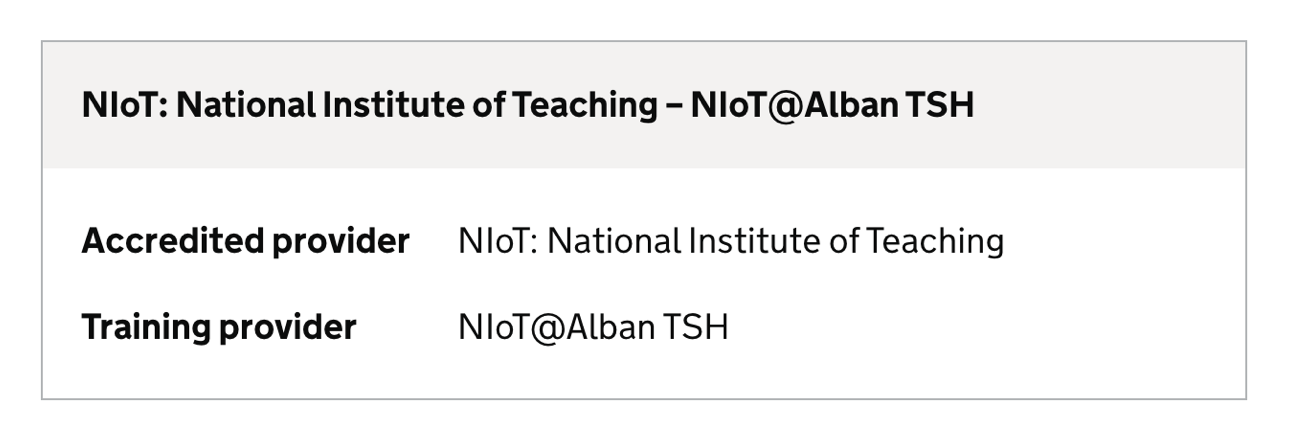 NIoT: National Institute of Teaching – NIoT@Alban TSH
Accredited provider NIoT: National Institute of Teaching
Training provider NIoT@Alban TSH